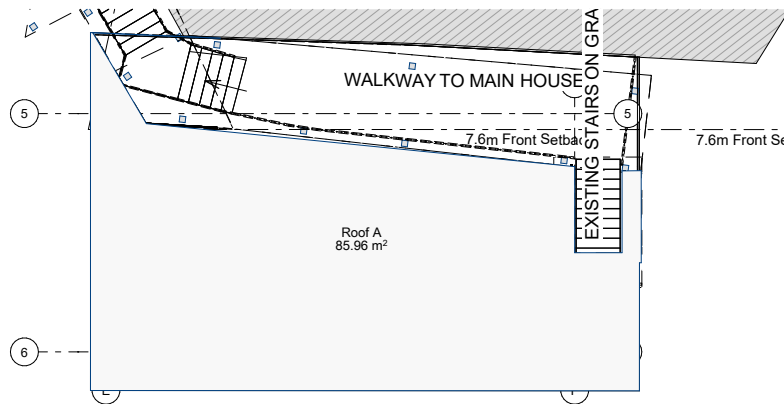 WALKWAY TO MAIN HOUSE
EXISTING STAIRS ON GRA
5
5
7.6m Front Setbac
7.6m Front Se
Roof A
85.96 m²
6